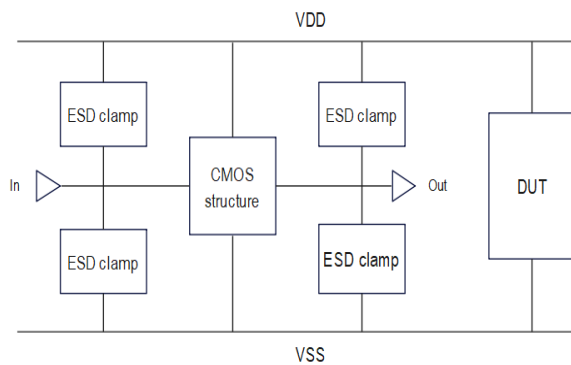 VDD
ESD clamp
ESD clamp
In
CMOS
structure
Out
DUT
ESD clamp
ESD clamp
VSS